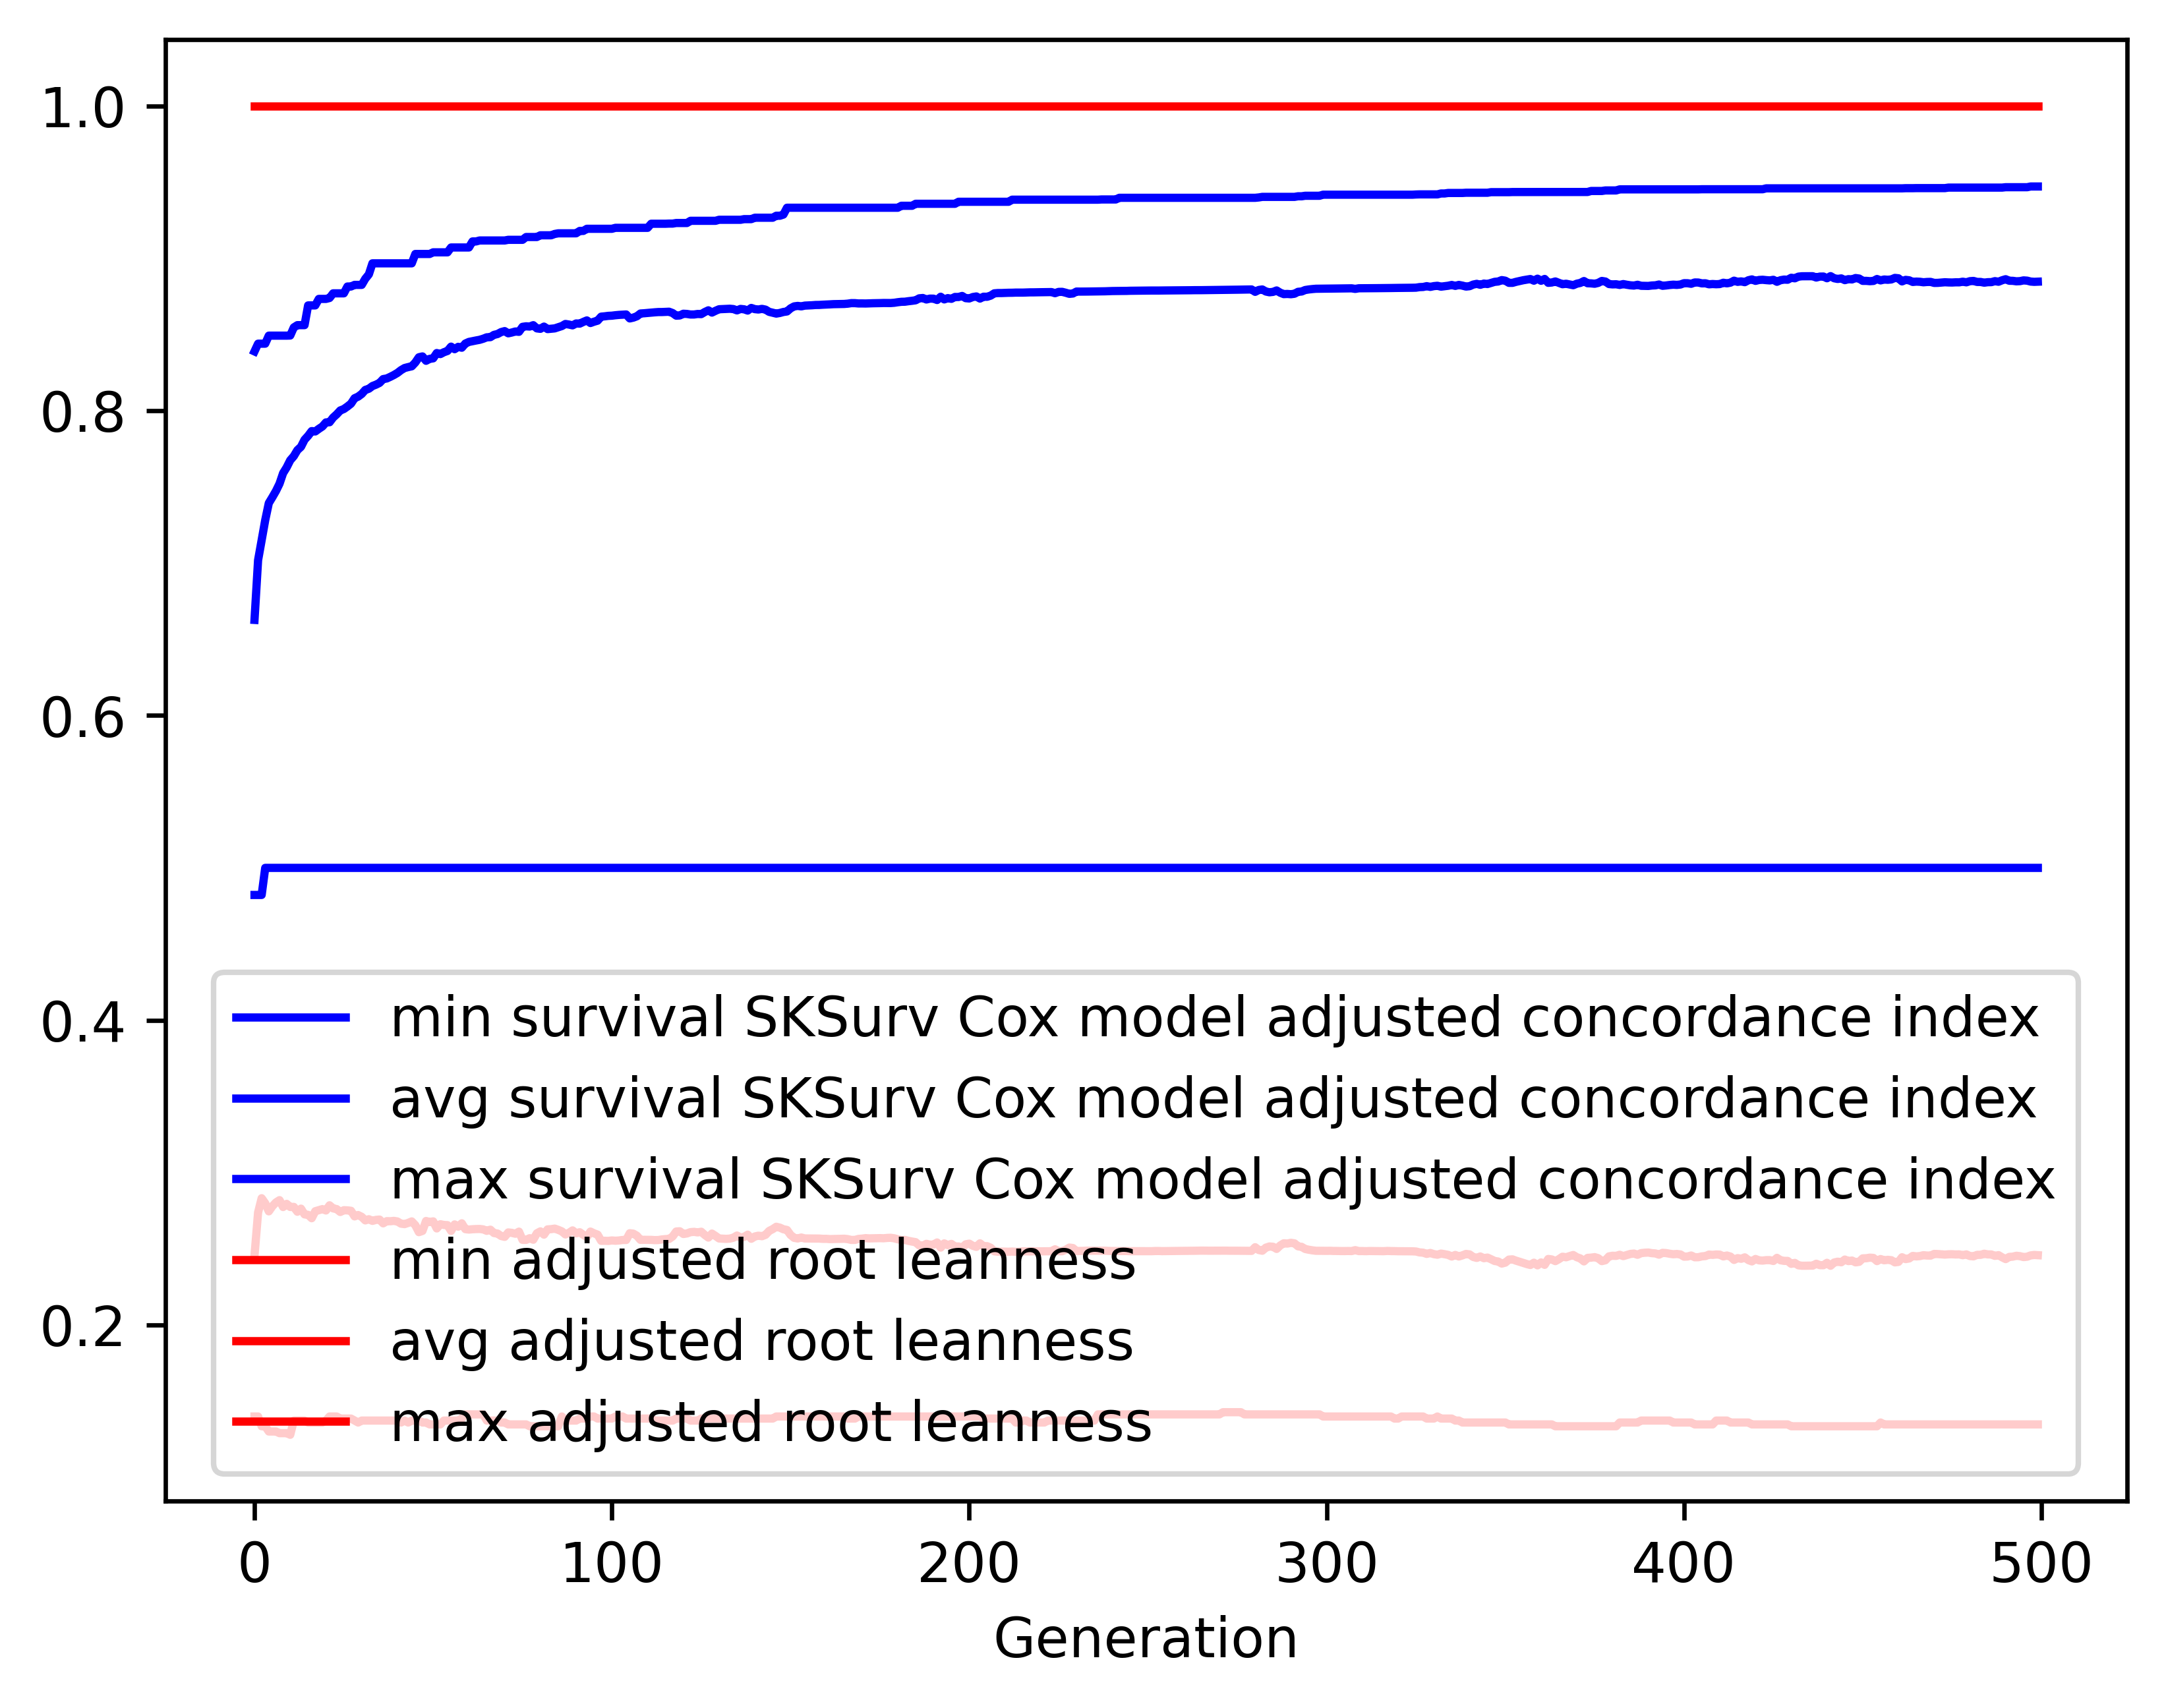 1.0
0.8
0.6
0.4
0.2
min survival SKSurv Cox model adjusted concordance index
avg survival SKSurv Cox model adjusted concordance index
max survival SKSurv Cox model adjusted concordance index
min adjusted root leanness
avg adjusted root leanness
max adjusted root leanness
0 100 200 300 400 500
Generation